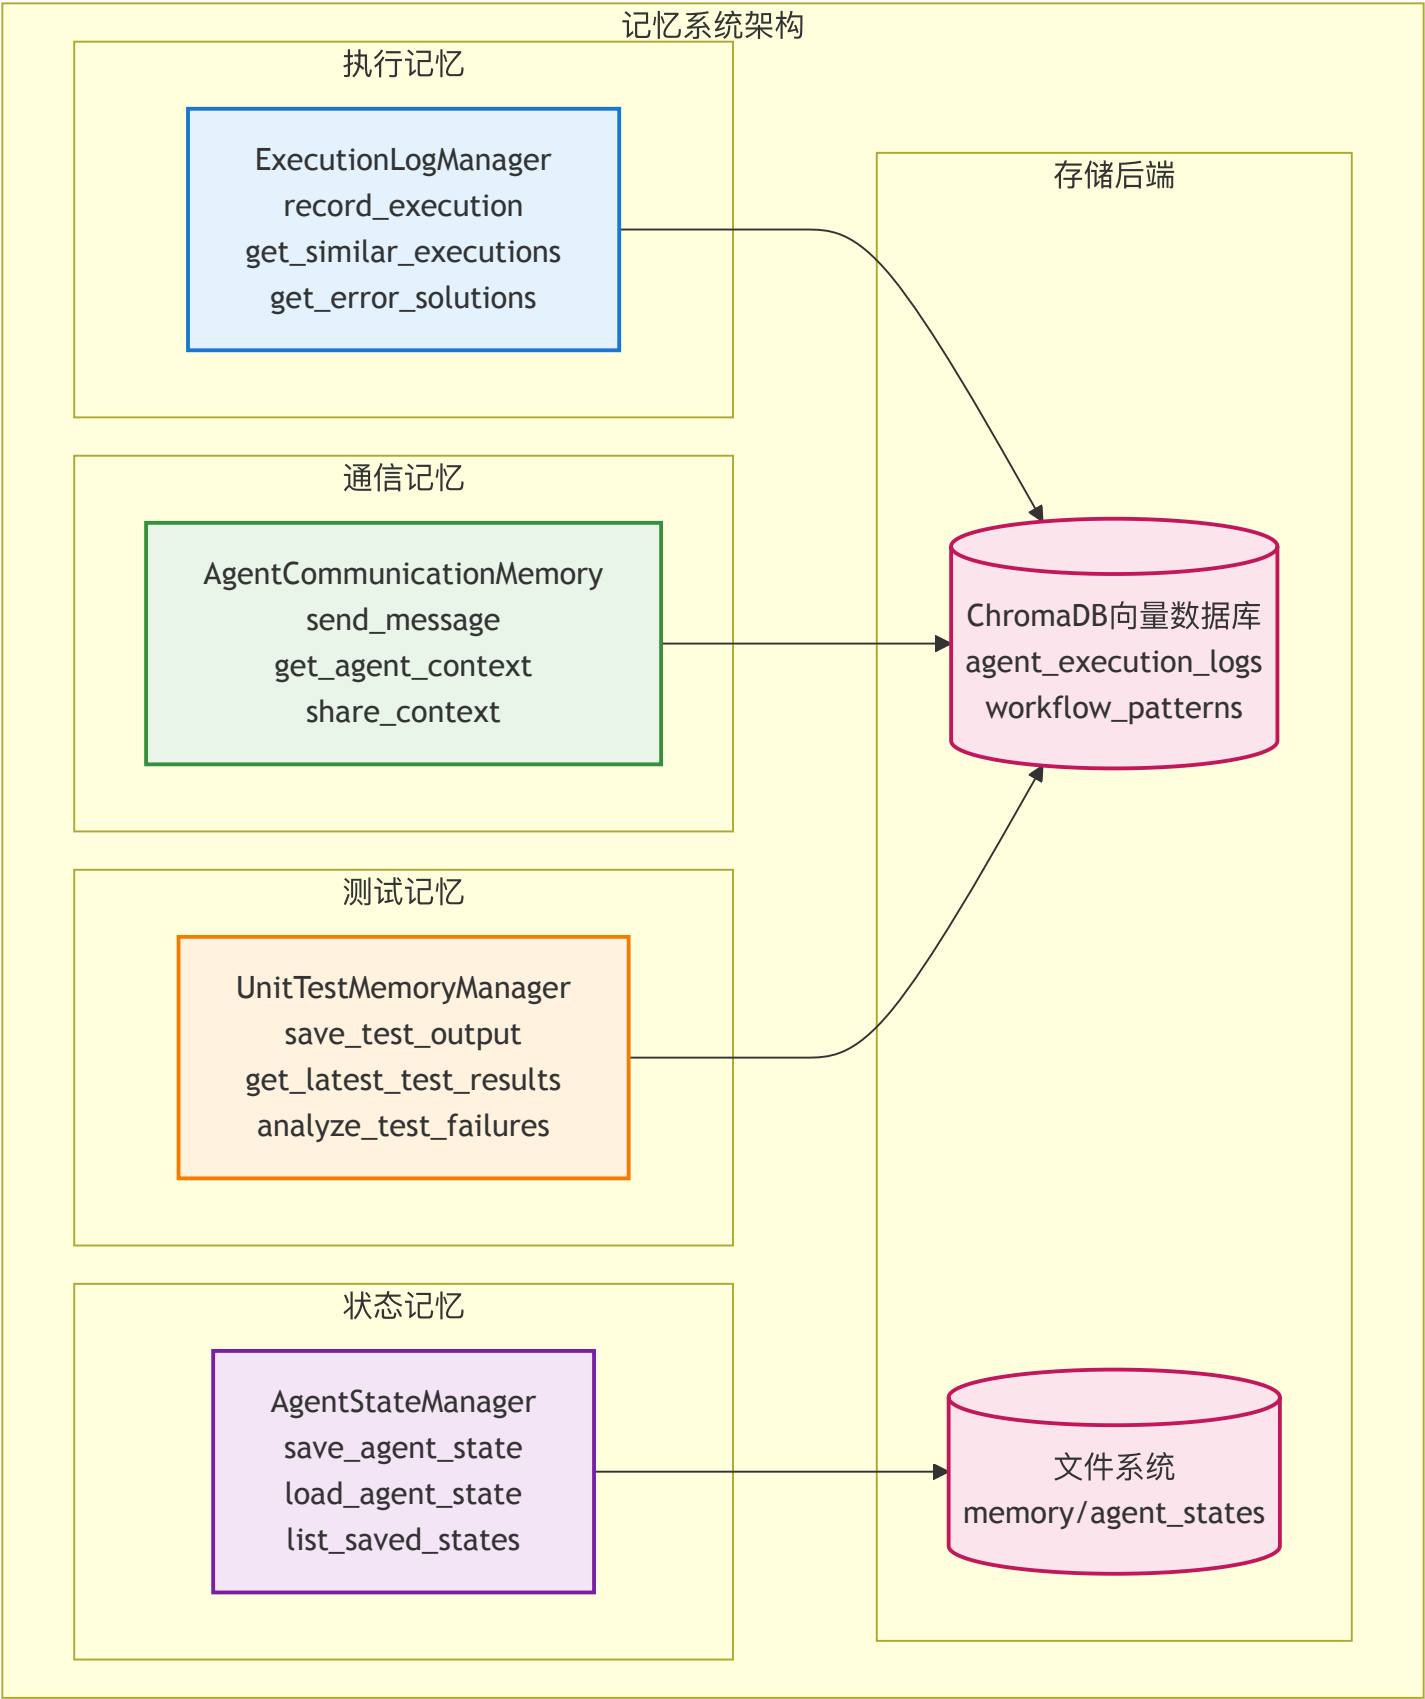 记忆系统架构
执行记忆
ExecutionLogManager
record_execution
get_similar_executions
get_error_solutions
通信记忆
AgentCommunicationMemory
send_message
get_agent_context
share_context
测试记忆
UnitTestMemoryManager
save_test_output
get_latest_test_results
analyze_test_failures
状态记忆
AgentStateManager
save_agent_state
load_agent_state
list_saved_states
存储后端
ChromaDB向量数据库
agent_execution_logs
workflow_patterns
文件系统
memory/agent_states